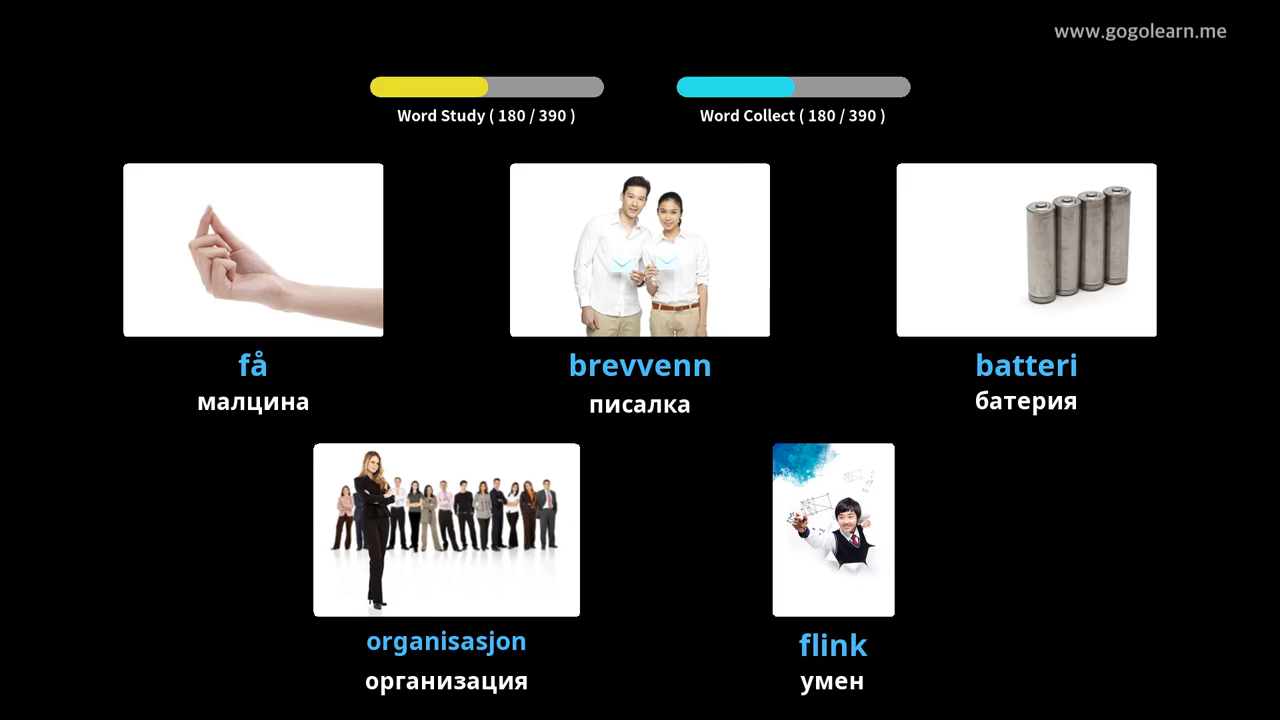 www.gogolearn.me
Word Study ( 180 / 390 )
Word Collect ( 180 / 390 )
få
малцина
brevvenn
писалка
batteri
батерия
organisasjon
организация
flink
умен